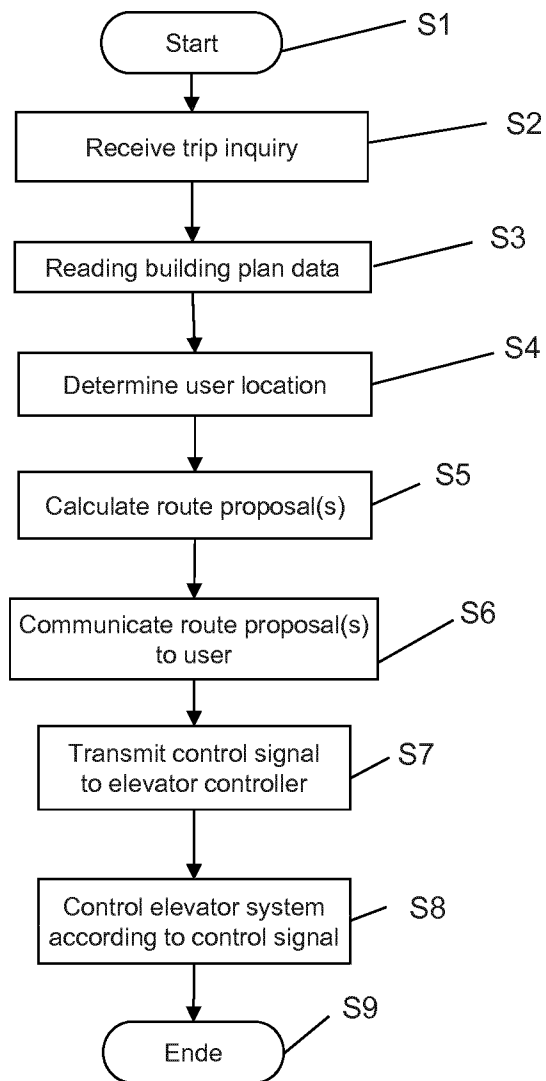 Start
S1
Receive trip inquiry
S2
Reading building plan data
S3
Determine user location
S4
Calculate route proposal(s)
S5
Communicate route proposal(s)
to user
S6
Transmit control signal
to elevator controller
S7
Control elevator system
according to control signal
S8
Ende
S9